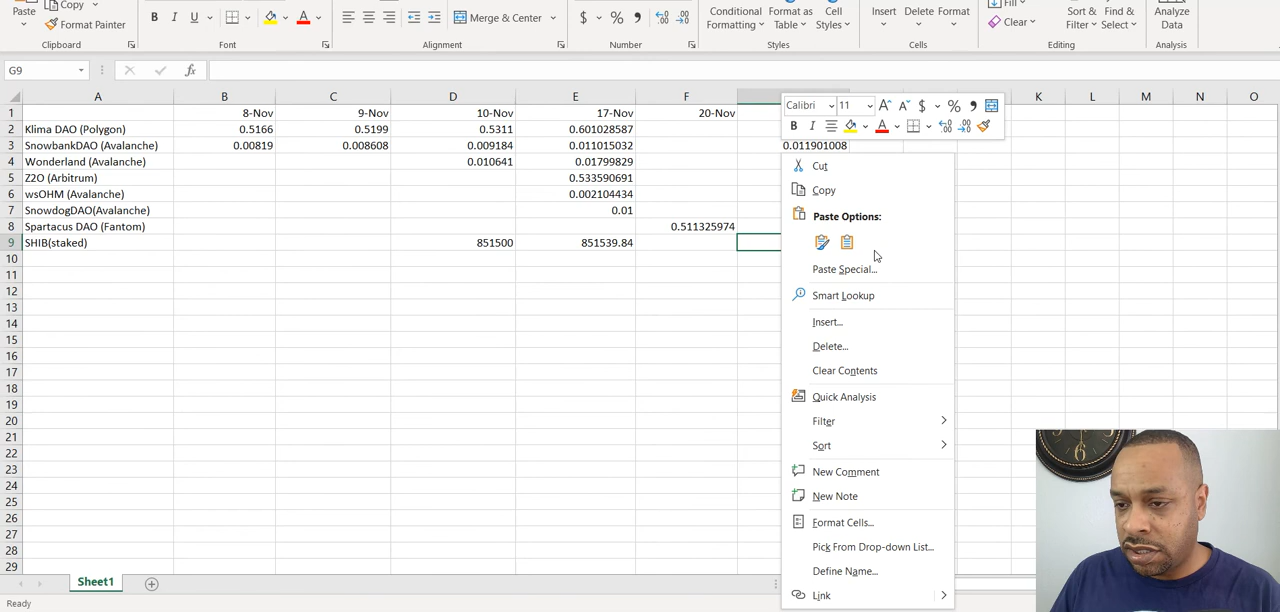 Paste
Copy
Format Painter
B I U
Merge & Center
$ % 9
Conditional Formatting
Format as Table
Cell Styles
Insert Delete Format
Fill
Clear
Sort & Filter
Find & Select
Analyze Data
Clipboard Font Alignment Number Styles Cells Editing Analysis
G9 fx
A B C D E F K L M N O
1 8-Nov 9-Nov 10-Nov 17-Nov 20-Nov
2 Klima DAO (Polygon) 0.5166 0.5199 0.5311 0.601028587
3 SnowbankDAO (Avalanche) 0.00819 0.008608 0.009184 0.011015032 0.011901008
4 Wonderland (Avalanche) 0.010641 0.01799829
5 Z2O (Arbitrum) 0.533590691
6 wsOHM (Avalanche) 0.002104434
7 SnowdogDAO(Avalanche) 0.01
8 Spartacus DAO (Fantom) 0.511325974
9 SHIB(staked) 851500 851539.84
10
11
12
13
14
15
16
17
18
19
20
21
22
23
24
25
26
27
28
29
Calibri 11 A A $ % 9
B I A
Cut
Copy
Paste Options:
Paste Special...
Smart Lookup
Insert...
Delete...
Clear Contents
Quick Analysis
Filter
Sort
New Comment
New Note
Format Cells...
Pick From Drop-down List...
Define Name...
Link
Sheet1
Ready